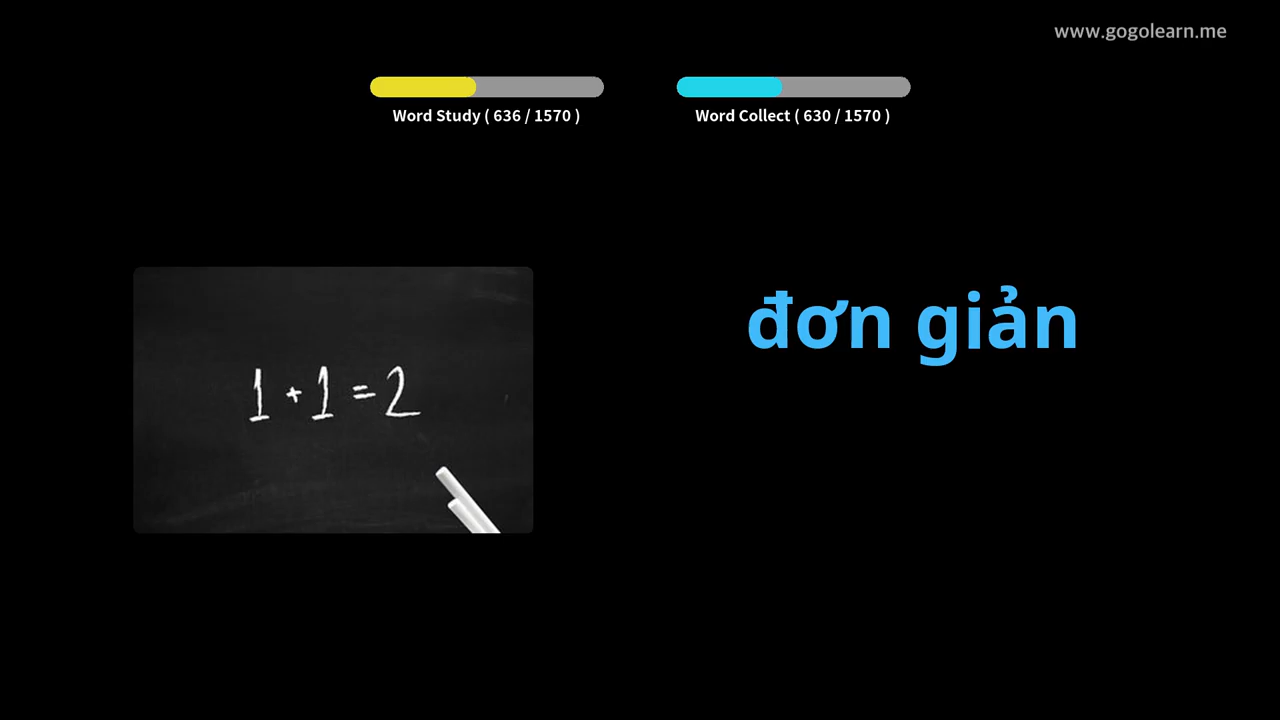 www.gogolearn.me
Word Study ( 636 / 1570 )
Word Collect ( 630 / 1570 )
đơn giản
1 + 1 = 2